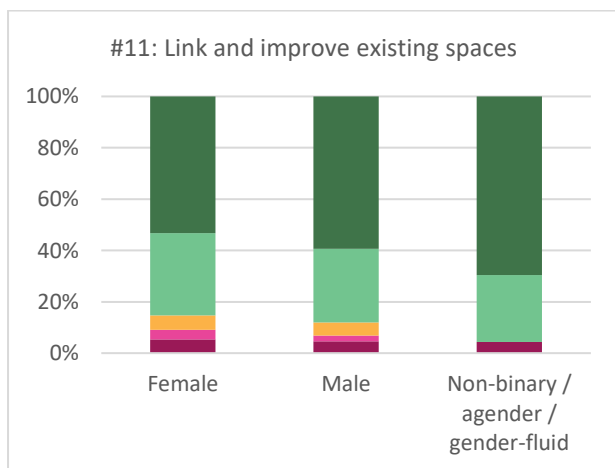 #11: Link and improve existing spaces
100%
80%
60%
40%
20%
0%
Female
Male
Non-binary /
agender /
gender-fluid